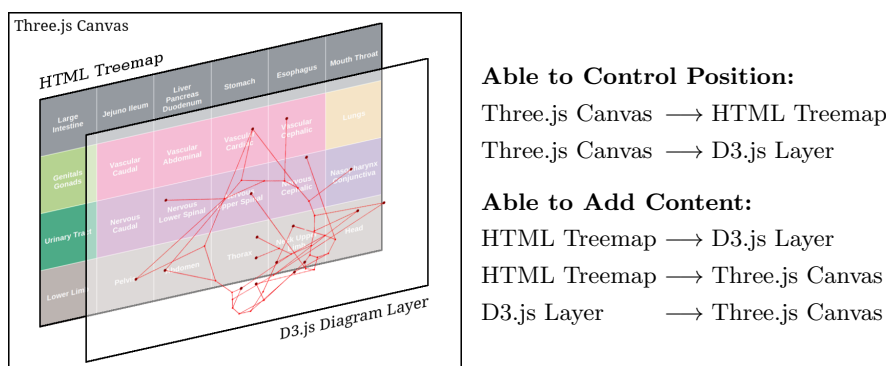 Three.js Canvas
HTML Treemap
Large Intestine
Jejuno Ileum
Liver Pancreas Duodenum
Stomach
Esophagus
Mouth Throat
Genitals Gonads
Vascular Caudal
Vascular Abdominal
Vascular Cardiac
Vascular Cephalic
Lungs
Urinary Tract
Nervous Caudal
Nervous Lower Spinal
Nervous Upper Spinal
Nervous Cephalic
Nasopharynx Conjunctiva
Lower Limb
Pelvis
Abdomen
Thorax
Head
D3.js Diagram Layer
Able to Control Position:
Three.js Canvas ⟶ HTML Treemap
Three.js Canvas ⟶ D3.js Layer
Able to Add Content:
HTML Treemap ⟶ D3.js Layer
HTML Treemap ⟶ Three.js Canvas
D3.js Layer ⟶ Three.js Canvas